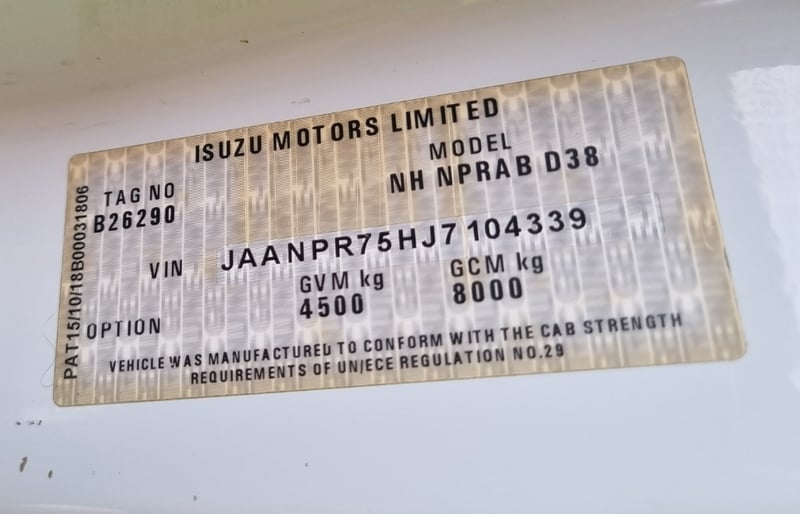 ISUZU MOTORS LIMITED
TAG NO
B26290
MODEL
NH NPRAB D38
VIN JAANPR75HJ7104339
GVM kg
4500
GCM kg
8000
OPTION
VEHICLE WAS MANUFACTURED TO CONFORM WITH THE CAB STRENGTH
REQUIREMENTS OF UN/ECE REGULATION NO.29
PAT15/10/18B00031806